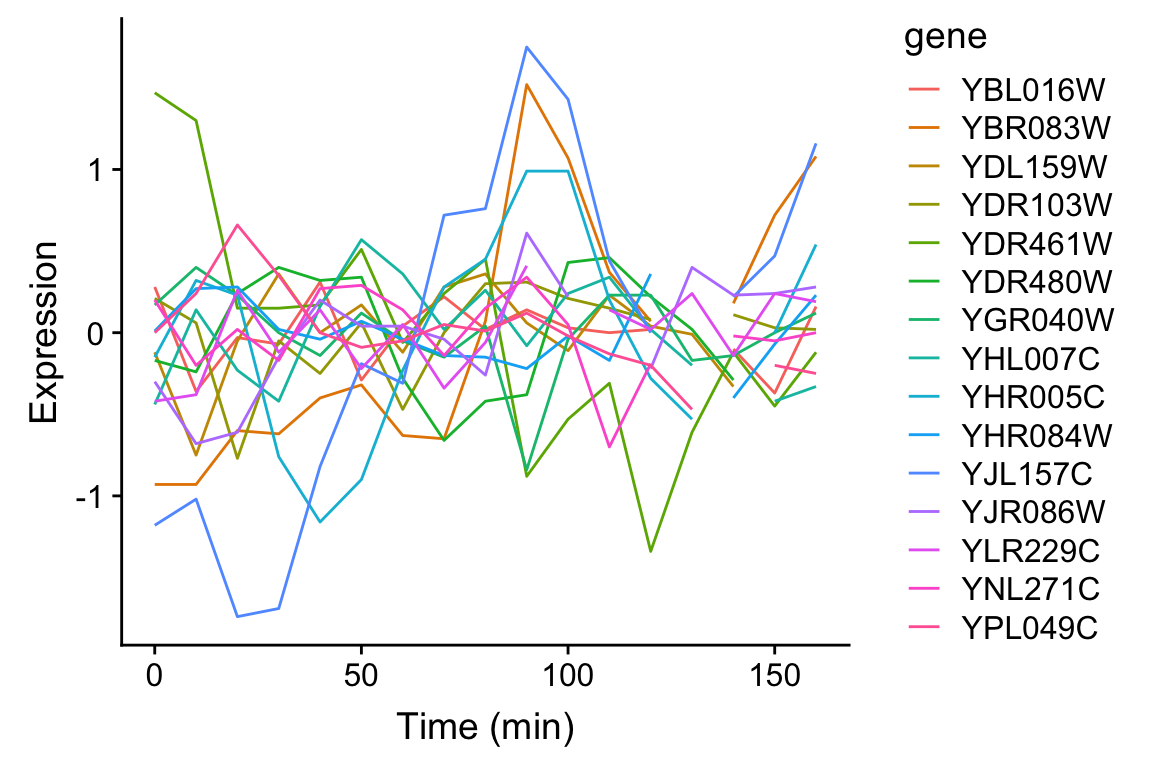 gene
YBL016W
YBR083W
YDL159W
YDR103W
YDR461W
YDR480W
YGR040W
YHL007C
YHR005C
YHR084W
YJL157C
YJR086W
YLR229C
YNL271C
YPL049C
Expression
1
0
-1
0 50 100 150
Time (min)